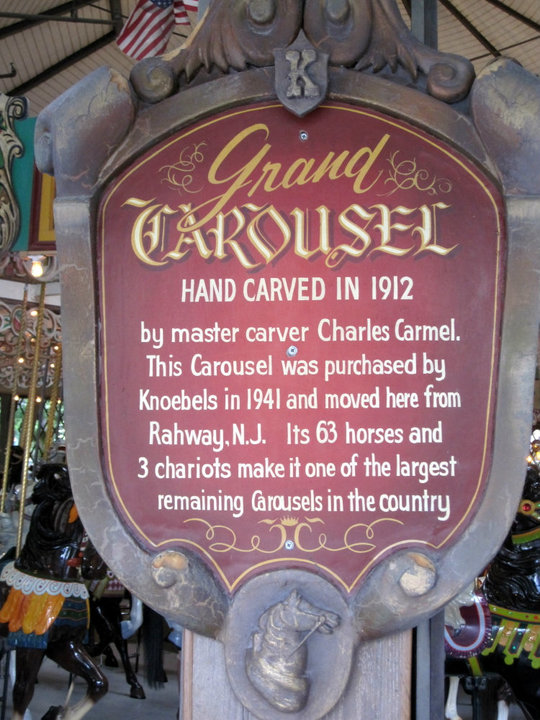 K
Grand
CAROUSEL
HAND CARVED IN 1912
by master carver Charles Carmel.
This Carousel was purchased by
Knoebels in 1941 and moved here from
Rahway, N.J. Its 63 horses and
3 chariots make it one of the largest
remaining Carousels in the country